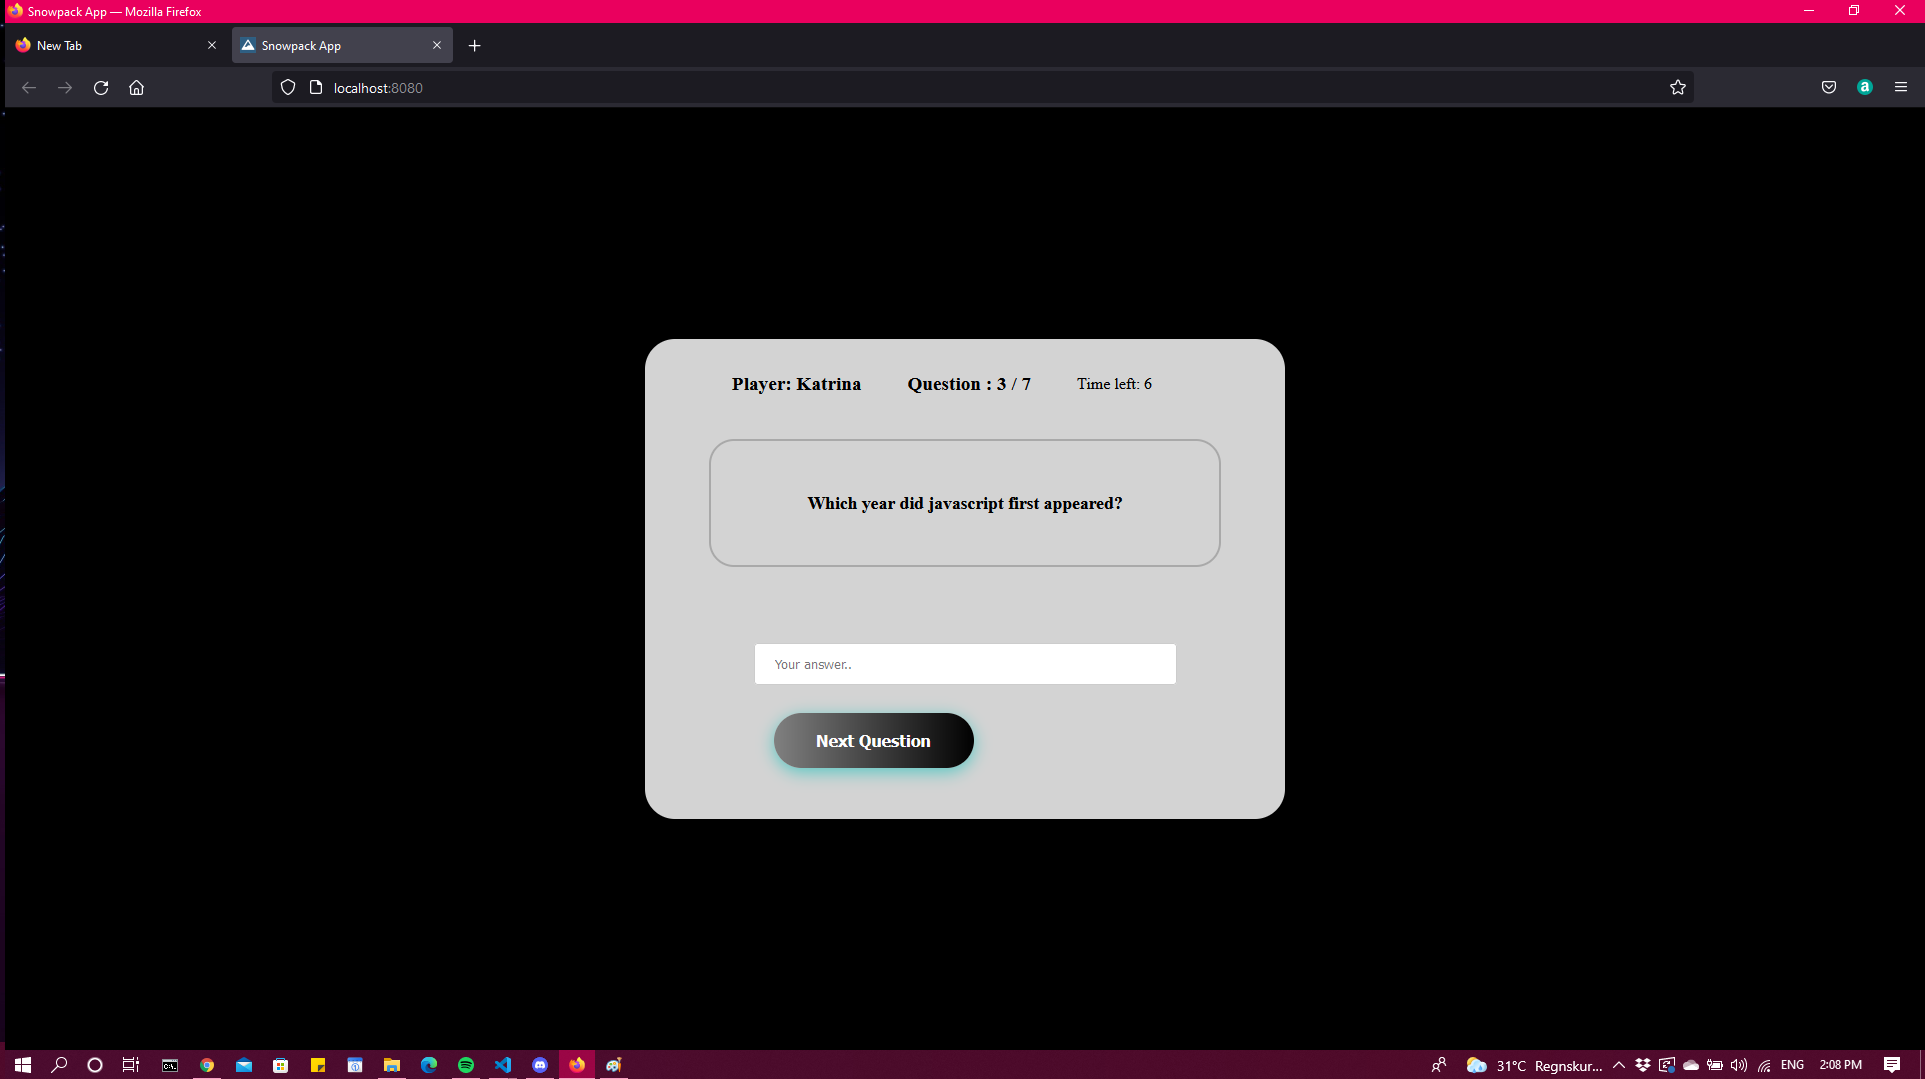 Snowpack App — Mozilla Firefox
New Tab
Snowpack App
localhost:8080
Player: Katrina Question : 3 / 7 Time left: 6
Which year did javascript first appeared?
Your answer..
Next Question
31°C Regnskur... ENG 2:08 PM